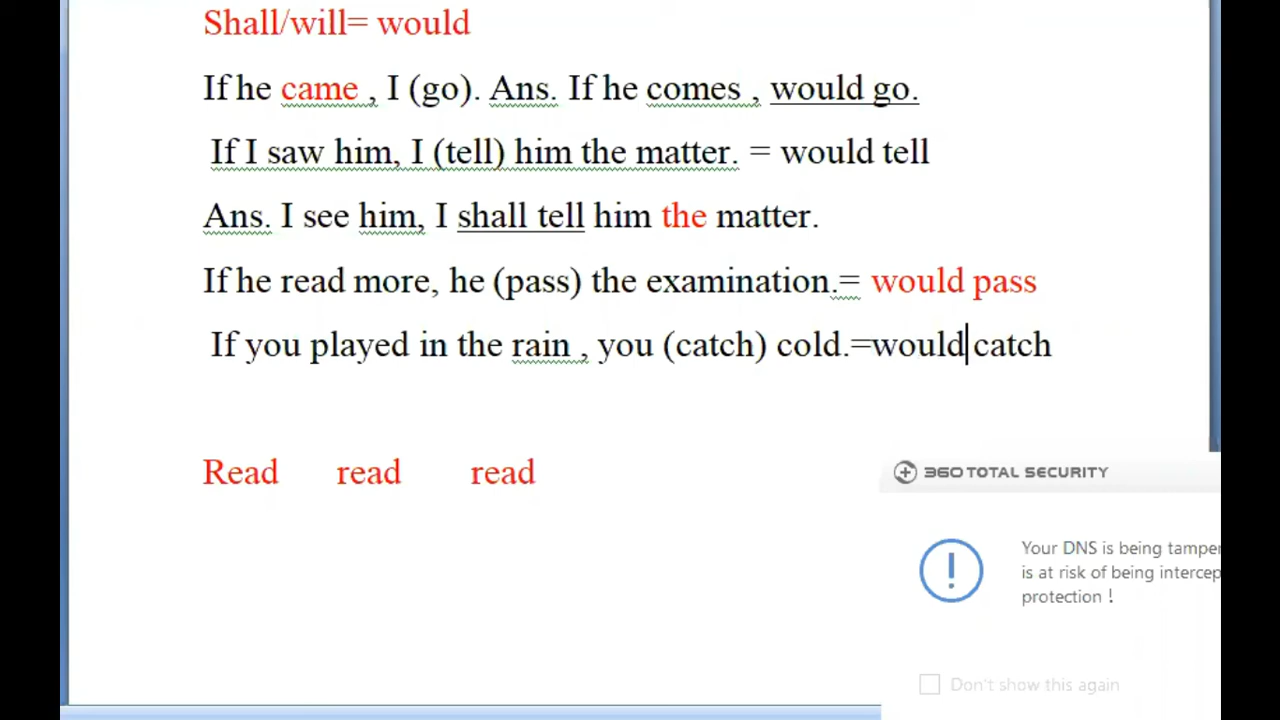 Shall/will= would
If he came , I (go). Ans. If he comes , would go.
If I saw him, I (tell) him the matter. = would tell
Ans. I see him, I shall tell him the matter.
If he read more, he (pass) the examination.= would pass
If you played in the rain , you (catch) cold.=would catch
Read read read
360 TOTAL SECURITY
Your DNS is being tamper
is at risk of being intercep
protection !
Don't show this again